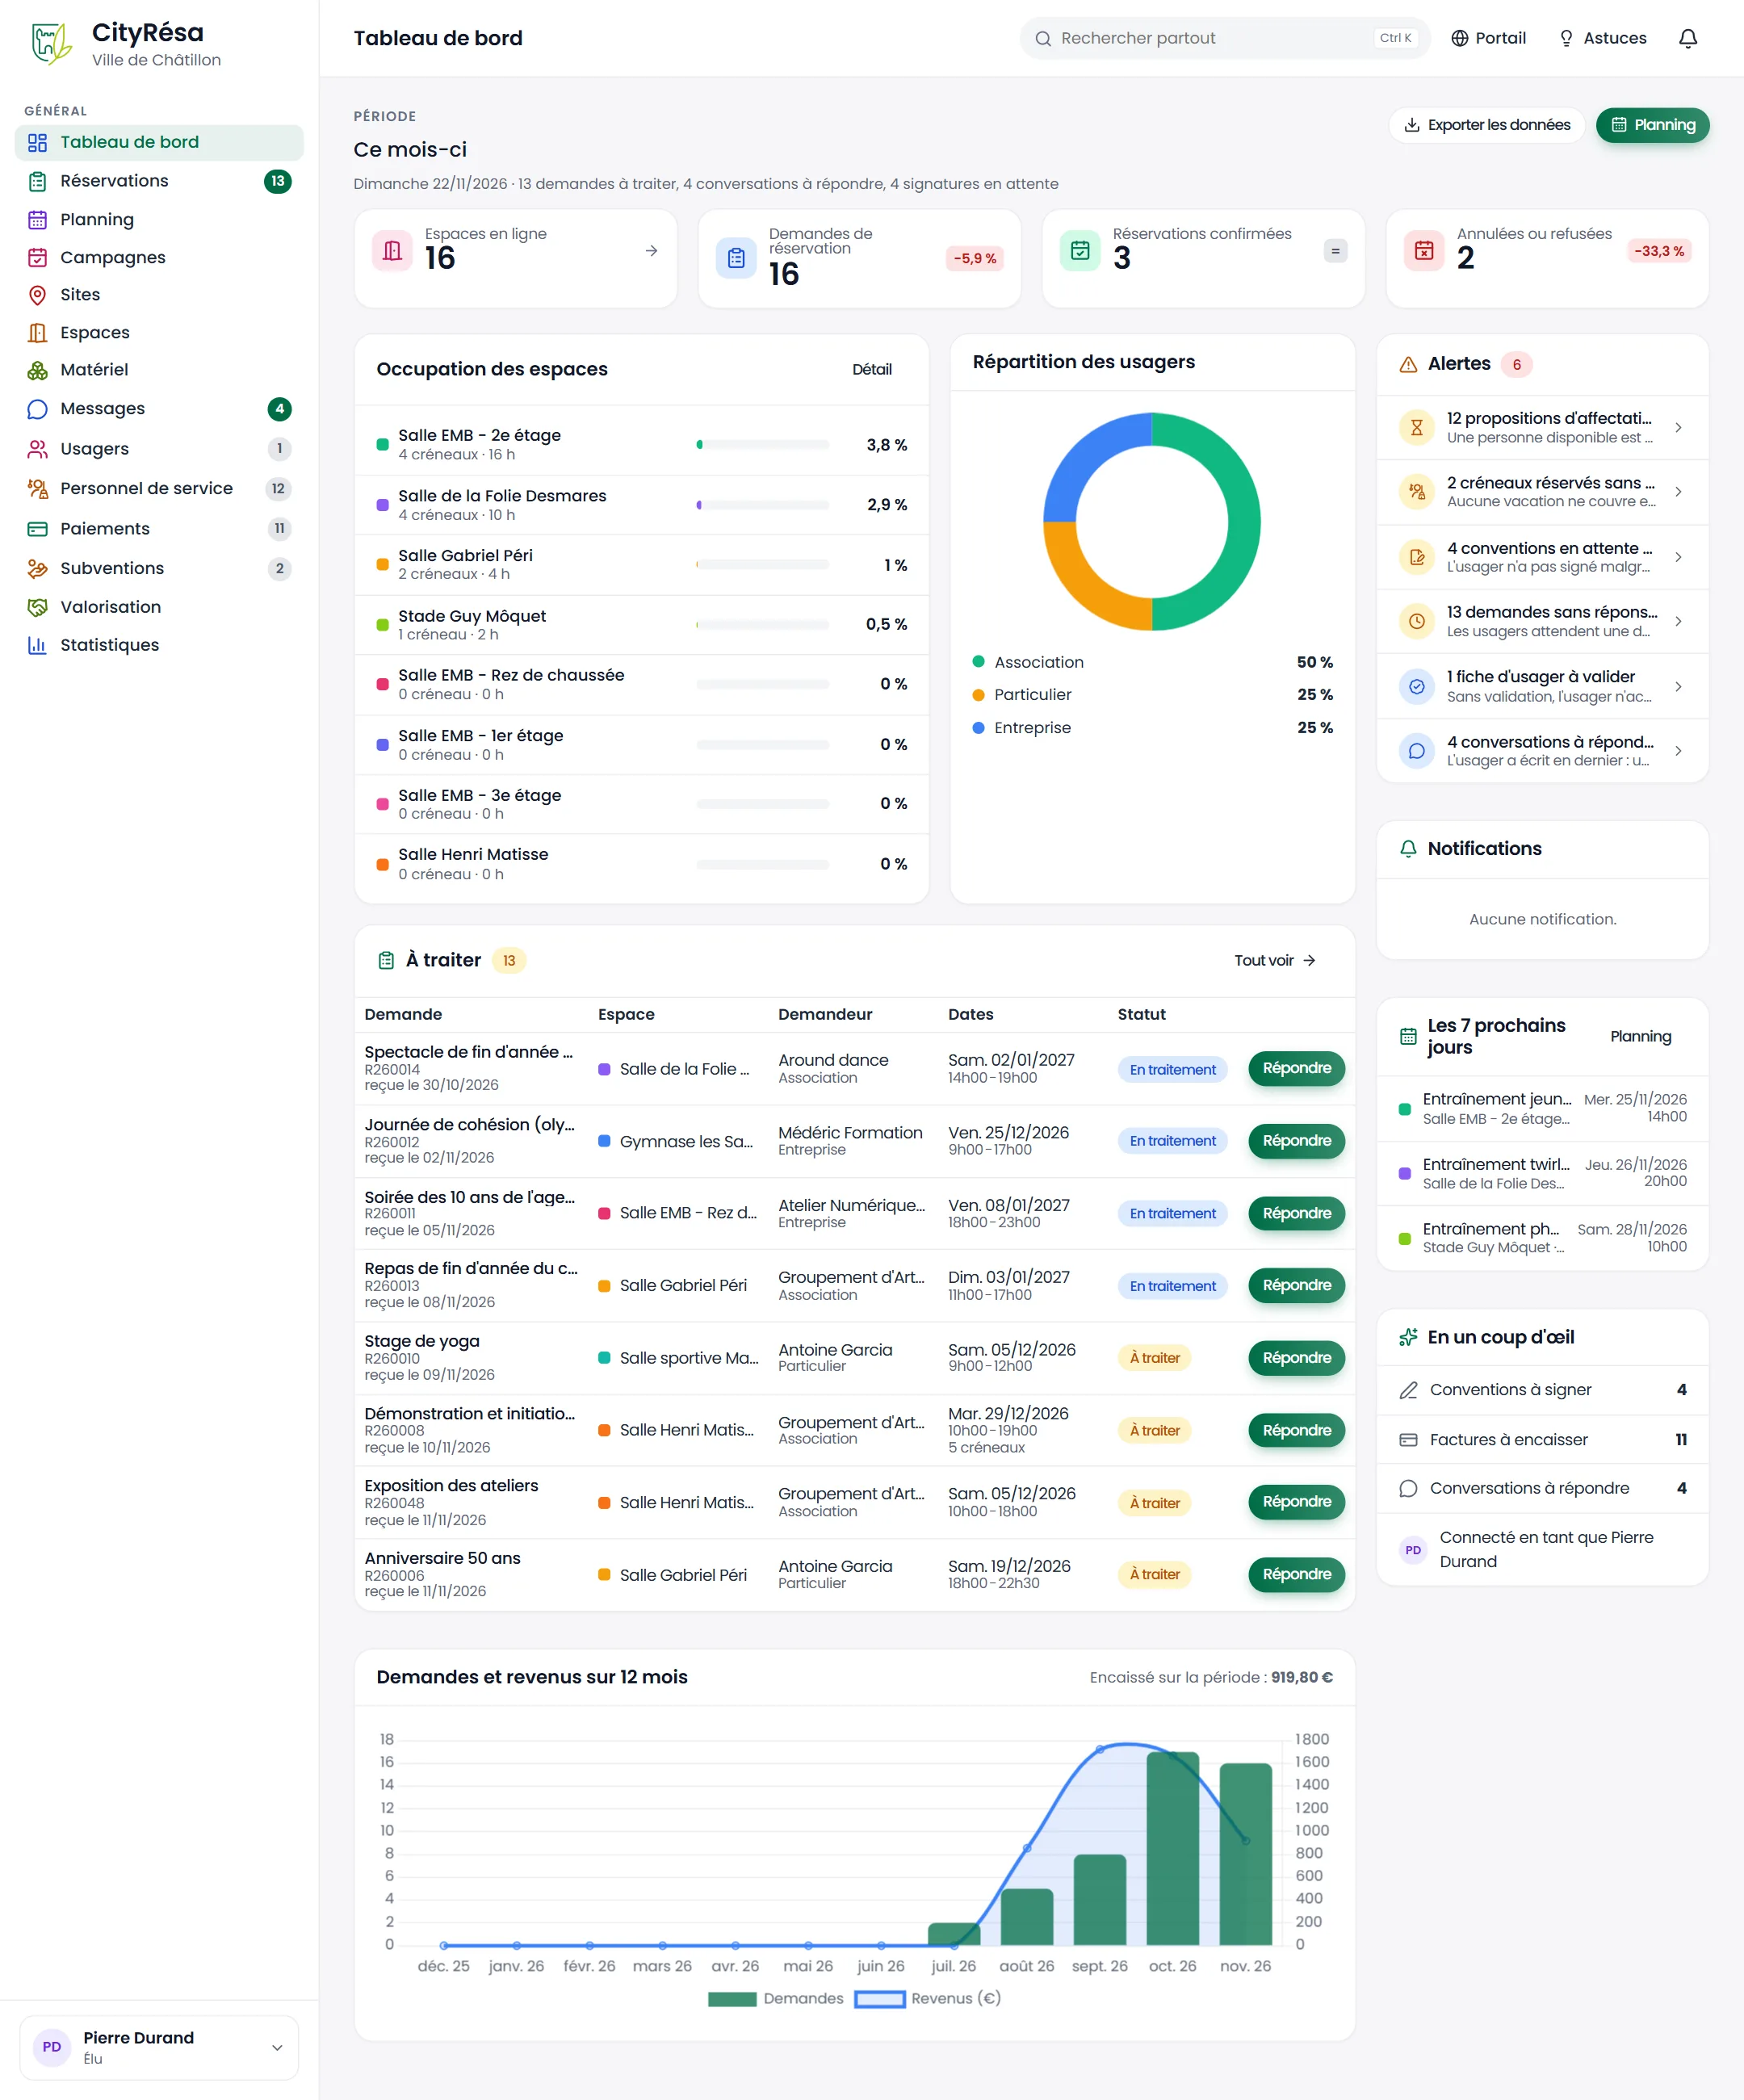 CityRésa
Ville de Châtillon
GÉNÉRAL
Tableau de bord
Réservations 13
Planning
Campagnes
Sites
Espaces
Matériel
Messages 4
Usagers 1
Personnel de service 12
Paiements 11
Subventions 2
Valorisation
Statistiques
Pierre Durand
PD
Élu
Tableau de bord
Rechercher partout Ctrl K
Portail
Astuces
PÉRIODE
Ce mois-ci
Dimanche 22/11/2026 · 13 demandes à traiter, 4 conversations à répondre, 4 signatures en attente
Exporter les données
Planning
Espaces en ligne
16
Demandes de
réservation
16
-5,9 %
Réservations confirmées
3
=
Annulées ou refusées
2
-33,3 %
Occupation des espaces Détail
Salle EMB - 2e étage
4 créneaux · 16 h
3,8 %
Salle de la Folie Desmares
4 créneaux · 10 h
2,9 %
Salle Gabriel Péri
2 créneaux · 4 h
1 %
Stade Guy Môquet
1 créneau · 2 h
0,5 %
Salle EMB - Rez de chaussée
0 créneau · 0 h
0 %
Salle EMB - 1er étage
0 créneau · 0 h
0 %
Salle EMB - 3e étage
0 créneau · 0 h
0 %
Salle Henri Matisse
0 créneau · 0 h
0 %
Répartition des usagers
Association 50 %
Particulier 25 %
Entreprise 25 %
Alertes 6
12 propositions d'affectati...
Une personne disponible est ...
2 créneaux réservés sans ...
Aucune vacation ne couvre e...
4 conventions en attente ...
L'usager n'a pas signé malgr...
13 demandes sans répons...
Les usagers attendent une d...
1 fiche d'usager à valider
Sans validation, l'usager n'ac...
4 conversations à répond...
L'usager a écrit en dernier : u...
Notifications
Aucune notification.
À traiter 13
Tout voir
Demande Espace Demandeur Dates Statut
Spectacle de fin d'année ...
R260014
reçue le 30/10/2026
Salle de la Folie ...
Around dance
Association
Sam. 02/01/2027
14h00-19h00
En traitement
Répondre
Journée de cohésion (oly...
R260012
reçue le 02/11/2026
Gymnase les Sa...
Médéric Formation
Entreprise
Ven. 25/12/2026
9h00-17h00
En traitement
Répondre
Soirée des 10 ans de l'age...
R260011
reçue le 05/11/2026
Salle EMB - Rez d...
Atelier Numérique...
Entreprise
Ven. 08/01/2027
18h00-23h00
En traitement
Répondre
Repas de fin d'année du c...
R260013
reçue le 08/11/2026
Salle Gabriel Péri
Groupement d'Art...
Association
Dim. 03/01/2027
11h00-17h00
En traitement
Répondre
Stage de yoga
R260010
reçue le 09/11/2026
Salle sportive Ma...
Antoine Garcia
Particulier
Sam. 05/12/2026
9h00-12h00
À traiter
Répondre
Démonstration et initiatio...
R260008
reçue le 10/11/2026
Salle Henri Matis...
Groupement d'Art...
Association
Mar. 29/12/2026
10h00-19h00
5 créneaux
À traiter
Répondre
Exposition des ateliers
R260048
reçue le 11/11/2026
Salle Henri Matis...
Groupement d'Art...
Association
Sam. 05/12/2026
10h00-18h00
À traiter
Répondre
Anniversaire 50 ans
R260006
reçue le 11/11/2026
Salle Gabriel Péri
Antoine Garcia
Particulier
Sam. 19/12/2026
18h00-22h30
À traiter
Répondre
Les 7 prochains
jours
Planning
Entraînement jeun...
Salle EMB - 2e étage...
Mer. 25/11/2026
14h00
Entraînement twirl...
Salle de la Folie Des...
Jeu. 26/11/2026
20h00
Entraînement ph...
Stade Guy Môquet ·...
Sam. 28/11/2026
10h00
En un coup d'œil
Conventions à signer 4
Factures à encaisser 11
Conversations à répondre 4
PD
Connecté en tant que Pierre
Durand
Demandes et revenus sur 12 mois
Encaissé sur la période : 919,80 €
18 1800
16 1600
14 1400
12 1200
10 1000
8 800
6 600
4 400
2 200
0 0
déc. 25 janv. 26 févr. 26 mars 26 avr. 26 mai 26 juin 26 juil. 26 août 26 sept. 26 oct. 26 nov. 26
Demandes Revenus (€)